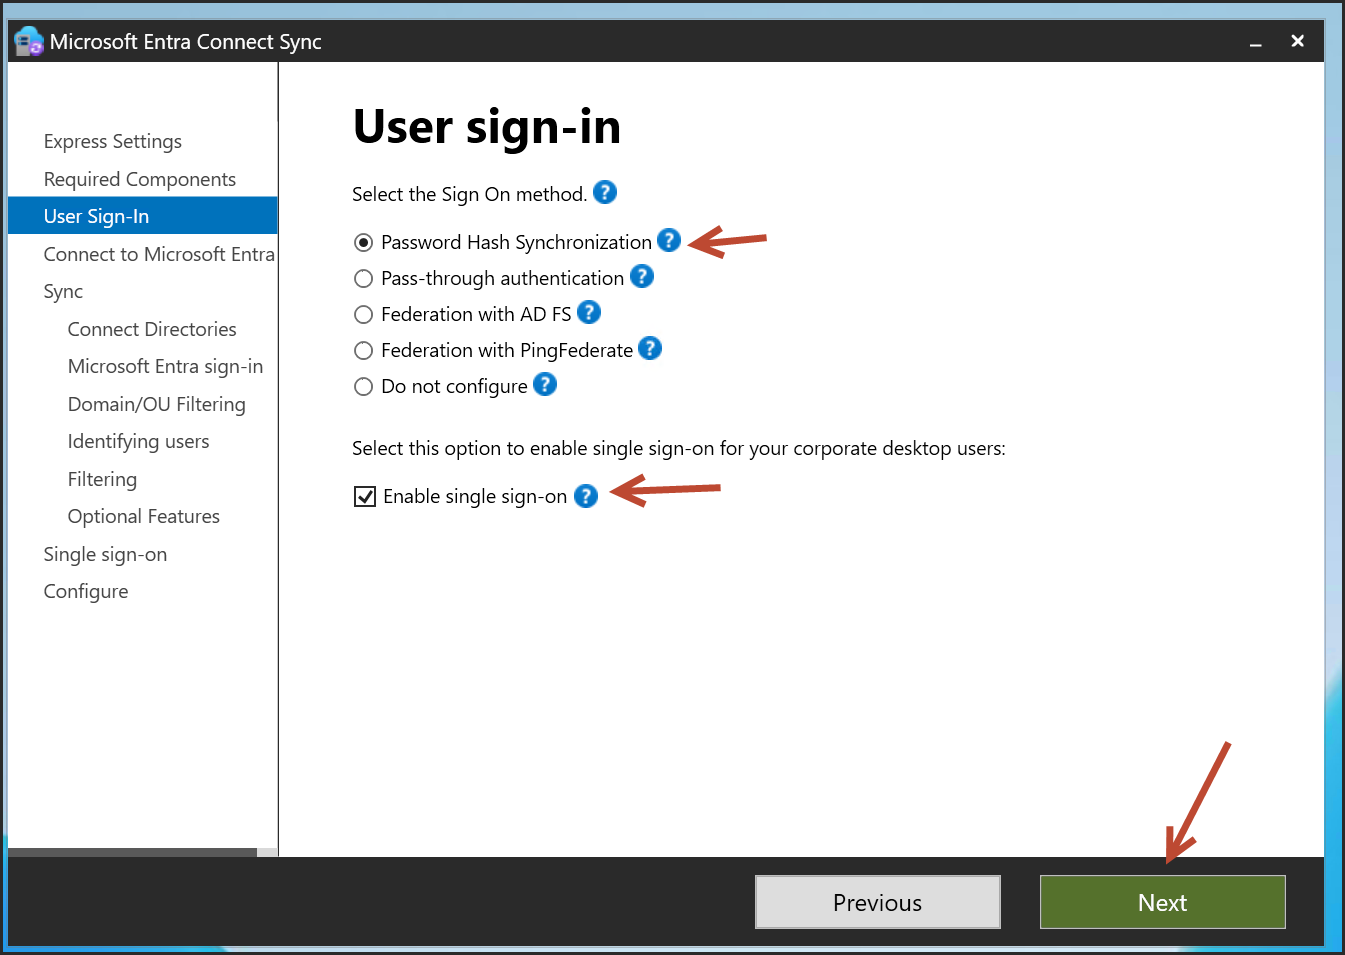 Microsoft Entra Connect Sync
Express Settings
Required Components
User Sign-In
Connect to Microsoft Entra
Sync
Connect Directories
Microsoft Entra sign-in
Domain/OU Filtering
Identifying users
Filtering
Optional Features
Single sign-on
Configure
User sign-in
Select the Sign On method. ?
Password Hash Synchronization ?
Pass-through authentication ?
Federation with AD FS ?
Federation with PingFederate ?
Do not configure ?
Select this option to enable single sign-on for your corporate desktop users:
Enable single sign-on ?
Previous
Next